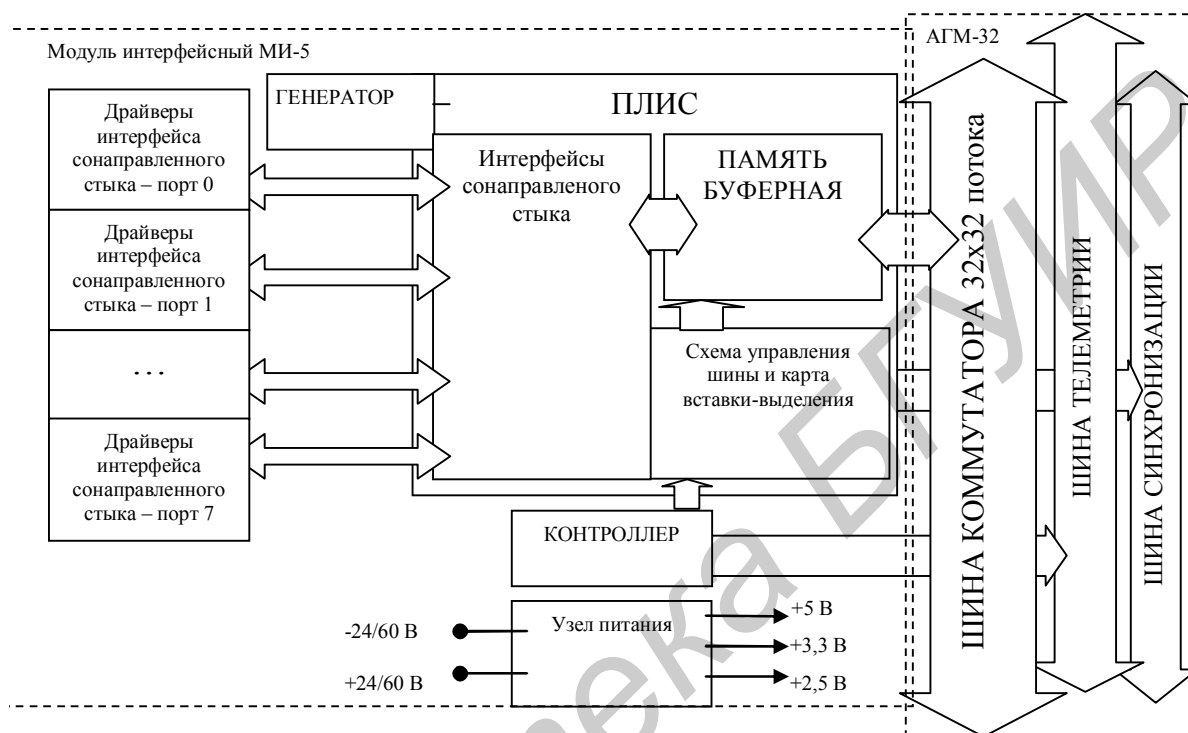 Модуль интерфейсный МИ-5
АГМ-32
Драйверы
интерфейса
сонаправленного
стыка – порт 0
Драйверы
интерфейса
сонаправленного
стыка – порт 1
...
Драйверы
интерфейса
сонаправленного
стыка – порт 7
ГЕНЕРАТОР
ПЛИС
Интерфейсы
сонаправленого
стыка
ПАМЯТЬ
БУФЕРНАЯ
Схема управления
шины и карта
вставки-выделения
КОНТРОЛЛЕР
Узел питания
-24/60 В
+24/60 В
+5 В
+3,3 В
+2,5 В
ШИНА КОММУТАТОРА 32х32 потока
ШИНА ТЕЛЕМЕТРИИ
ШИНА СИНХРОНИЗАЦИИ
тека БГУИР